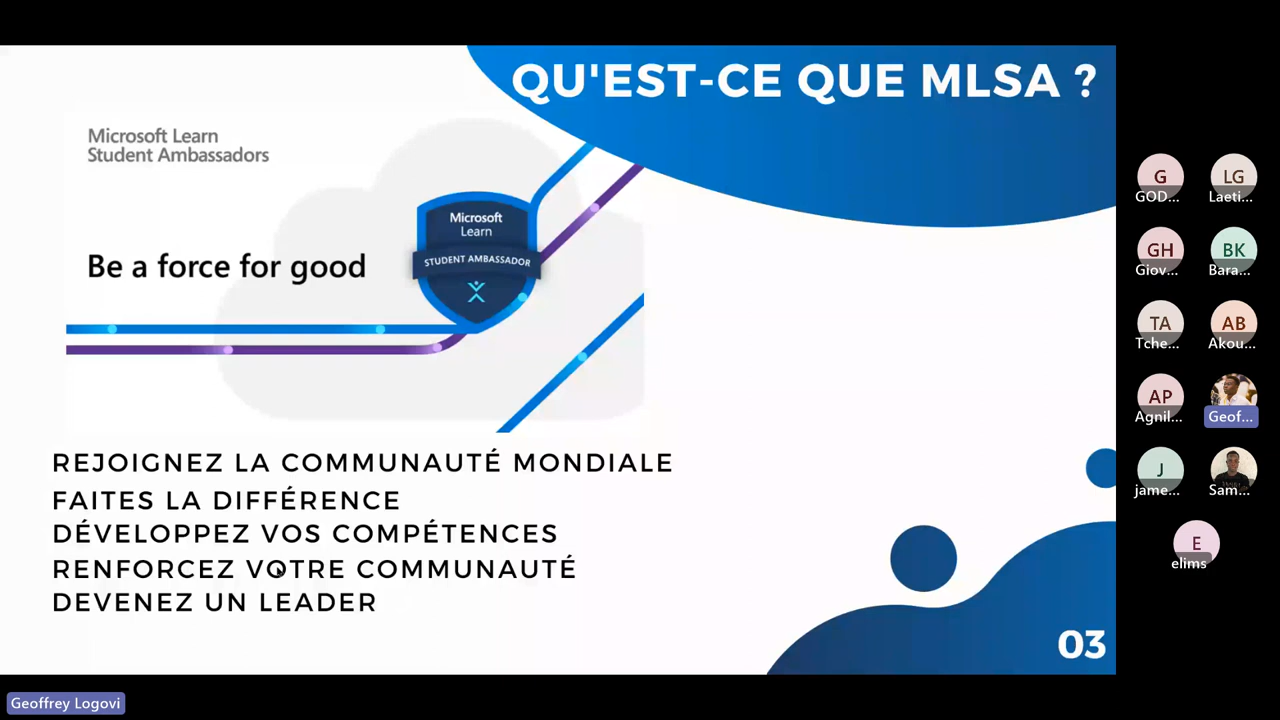 QU'EST-CE QUE MLSA ?
Microsoft Learn
Student Ambassadors
Microsoft
Learn
STUDENT AMBASSADOR
Be a force for good
REJOIGNEZ LA COMMUNAUTÉ MONDIALE
FAITES LA DIFFÉRENCE
DÉVELOPPEZ VOS COMPÉTENCES
RENFORCEZ VOTRE COMMUNAUTÉ
DEVENEZ UN LEADER
03
G
GOD...
LG
Laeti...
GH
Giov...
BK
Bara...
TA
Tche...
AB
Akou...
AP
Agnil...
Geof...
J
jame...
Sam...
E
elims
Geoffrey Logovi